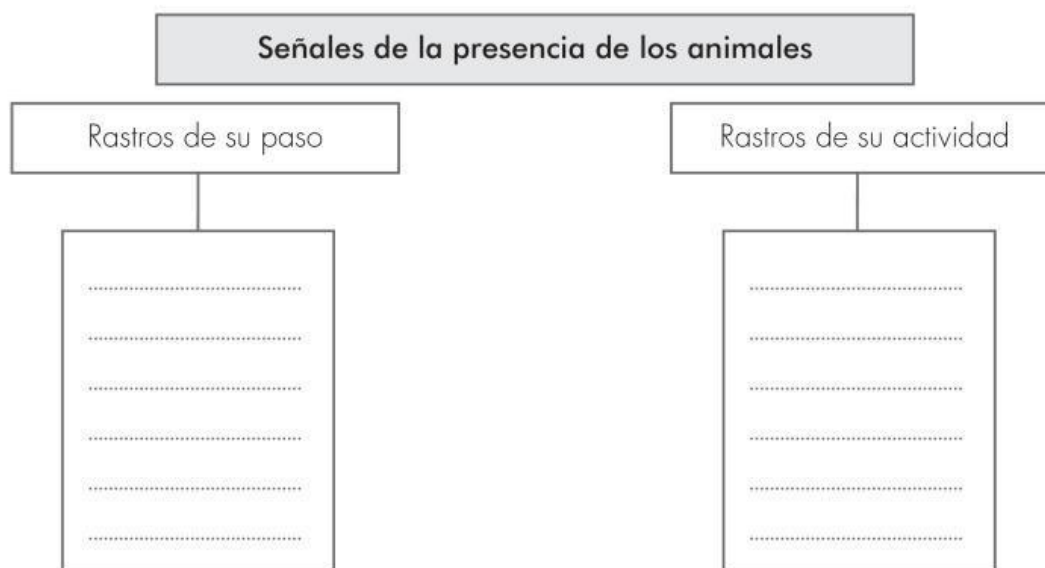 Señales de la presencia de los animales
Rastros de su paso
Rastros de su actividad